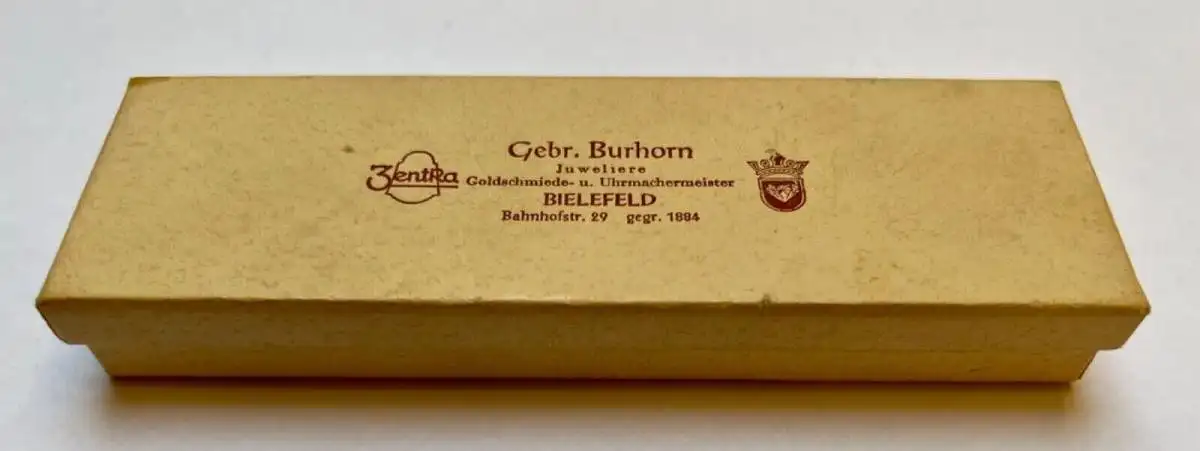 Zentra
Gebr. Burhorn
Juweliere
Goldschmiede- u. Uhrmachermeister
BIELEFELD
Bahnhofstr. 29 gegr. 1884